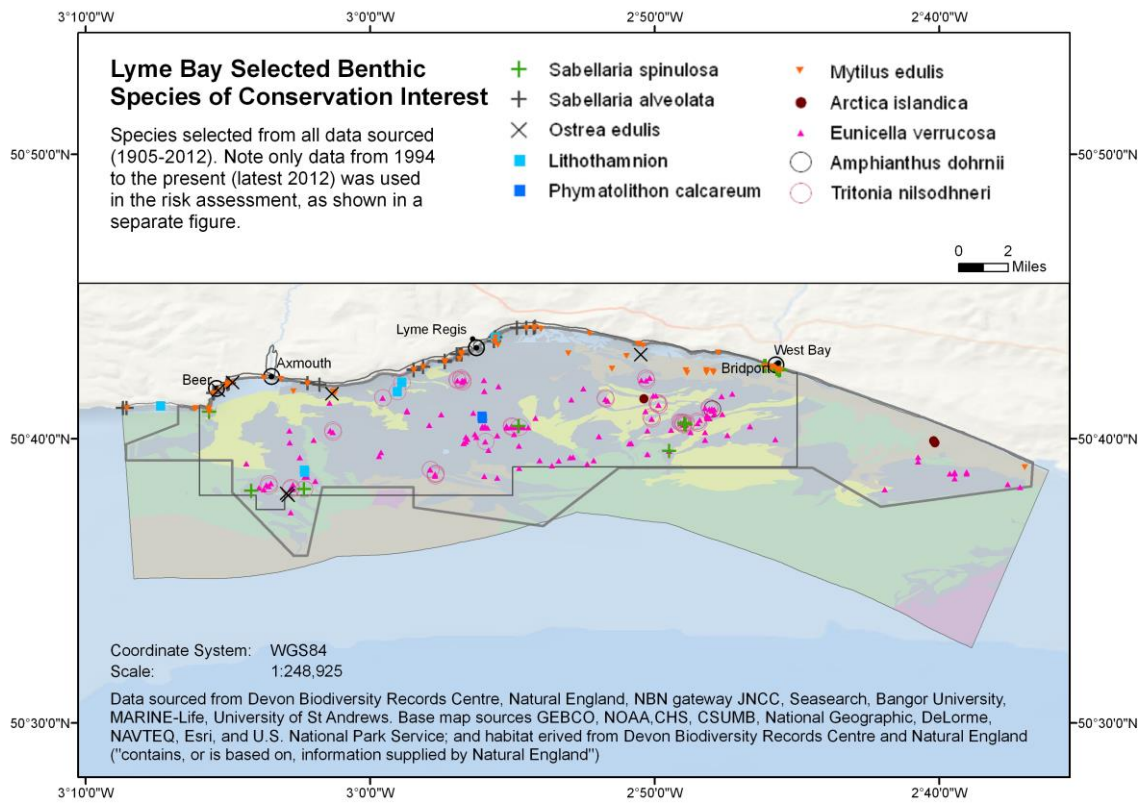 3°10'0"W 3°0'0"W 2°50'0"W 2°40'0"W
Lyme Bay Selected Benthic
Species of Conservation Interest
Species selected from all data sourced
(1905-2012). Note only data from 1994
to the present (latest 2012) was used
in the risk assessment, as shown in a
separate figure.
Sabellaria spinulosa
Sabellaria alveolata
Ostrea edulis
Lithothamnion
Phymatolithon calcareum
Mytilus edulis
Arctica islandica
Eunicella verrucosa
Amphianthus dohrnii
Tritonia nilsodhneri
50°50'0"N 50°50'0"N
0 2
Miles
Lyme Regis
Axmouth
Beer
West Bay
Bridport
50°40'0"N 50°40'0"N
Coordinate System: WGS84
Scale: 1:248,925
Data sourced from Devon Biodiversity Records Centre, Natural England, NBN gateway JNCC, Seasearch, Bangor University,
MARINE-Life, University of St Andrews. Base map sources GEBCO, NOAA,CHS, CSUMB, National Geographic, DeLorme,
NAVTEQ, Esri, and U.S. National Park Service; and habitat erived from Devon Biodiversity Records Centre and Natural England
("contains, or is based on, information supplied by Natural England")
50°30'0"N 50°30'0"N
3°10'0"W 3°0'0"W 2°50'0"W 2°40'0"W